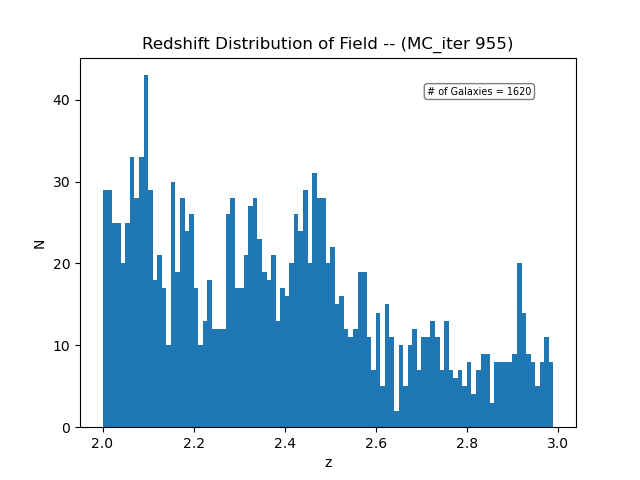 Redshift Distribution of Field -- (MC_iter 955)
# of Galaxies = 1620
40
30
20
10
0
N
2.0 2.2 2.4 2.6 2.8 3.0
z